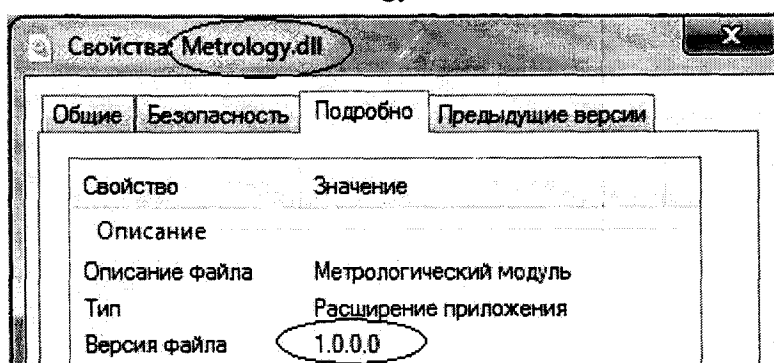 Свойства: Metrology.dll
Общие Безопасность Подробно Предыдущие версии
Свойство Значение
Описание
Описание файла Метрологический модуль
Тип Расширение приложения
Версия файла 1.0.0.0